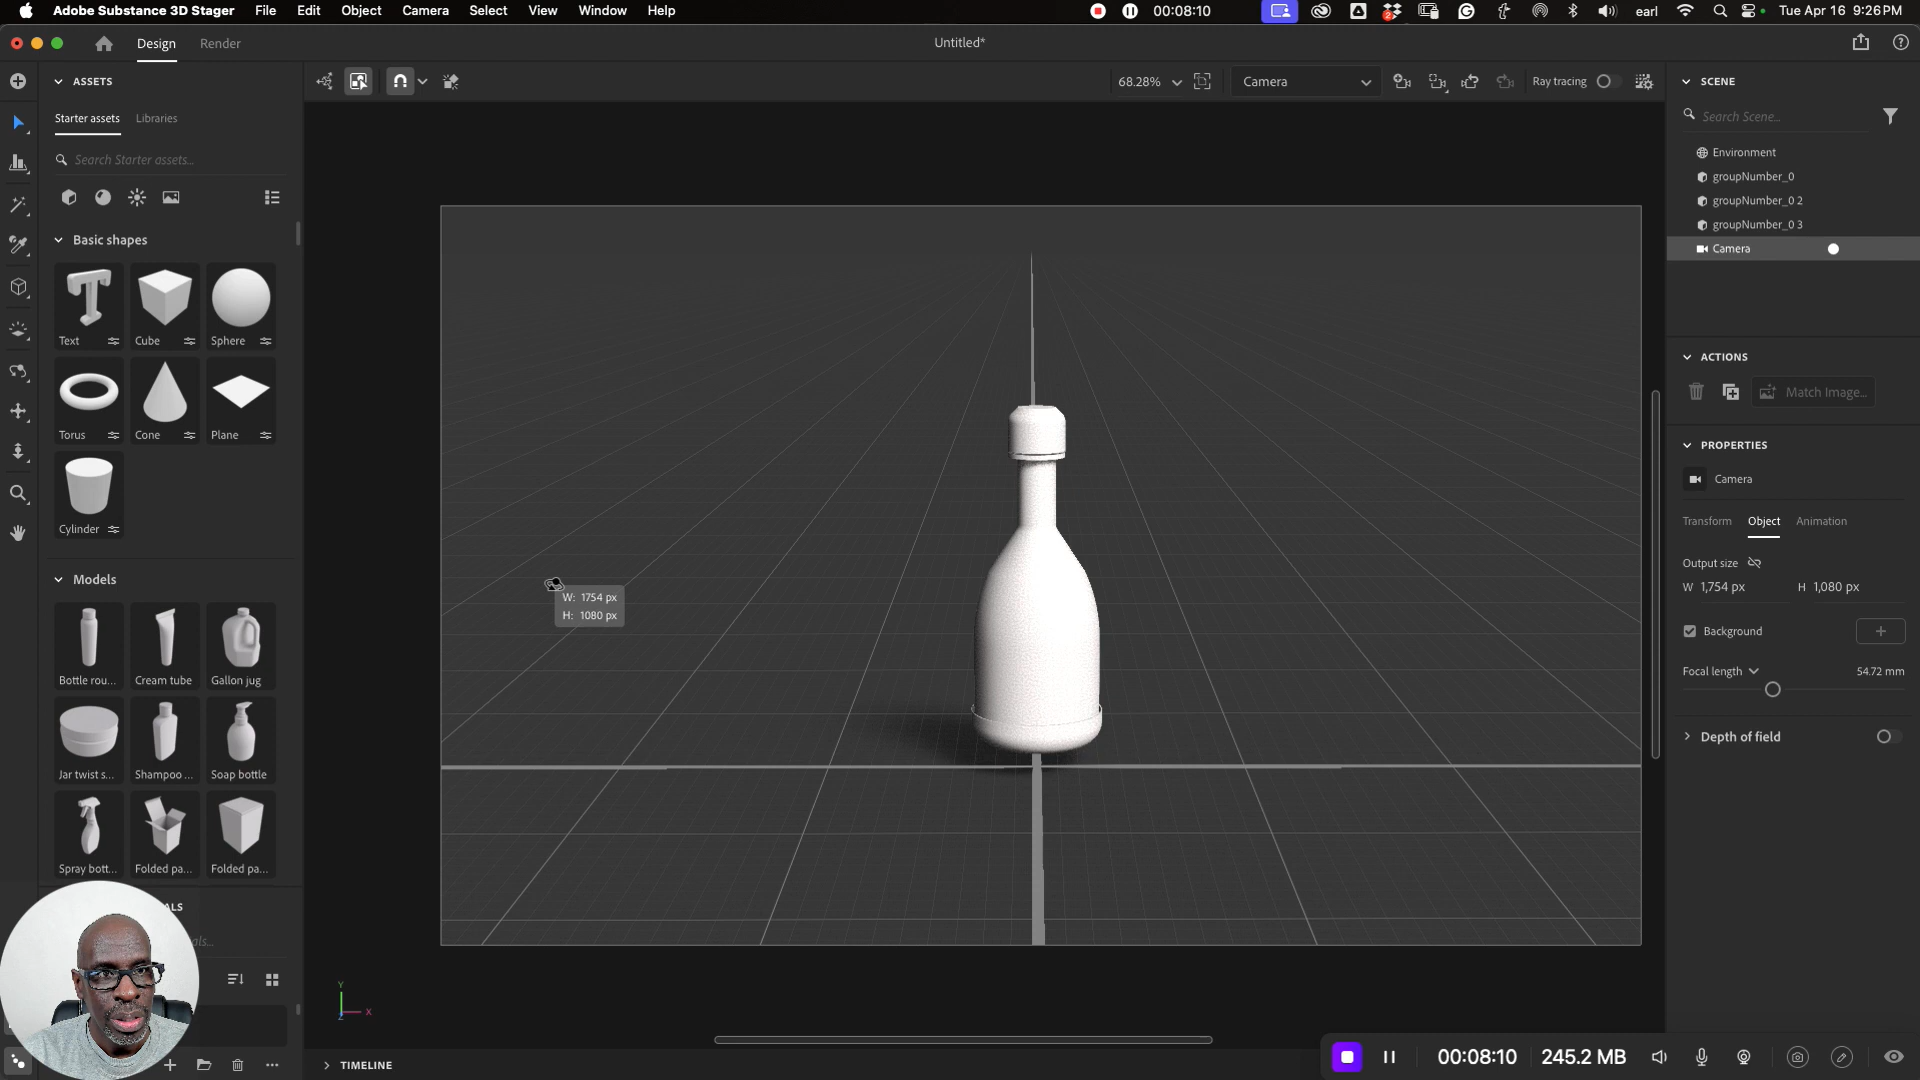 Adobe Substance 3D Stager File Edit Object Camera Select View Window Help 00:08:10 earl Tue Apr 16 9:26PM
Design Render Untitled*
ASSETS
Starter assets Libraries
Search Starter assets...
Basic shapes
Text Cube Sphere
Torus Cone Plane
Cylinder
Models
Bottle rou... Cream tube Gallon jug
Jar twist s... Shampoo ... Soap bottle
Spray bott... Folded pa... Folded pa...
68.28% Camera Ray tracing
W: 1754 px
H: 1080 px
Y
X
Z
TIMELINE
SCENE
Search Scene...
Environment
groupNumber_0
groupNumber_0 2
groupNumber_0 3
Camera
ACTIONS
Match Image...
PROPERTIES
Camera
Transform Object Animation
Output size
W 1,754 px H 1,080 px
Background
Focal length 54.72 mm
Depth of field
00:08:10 245.2 MB